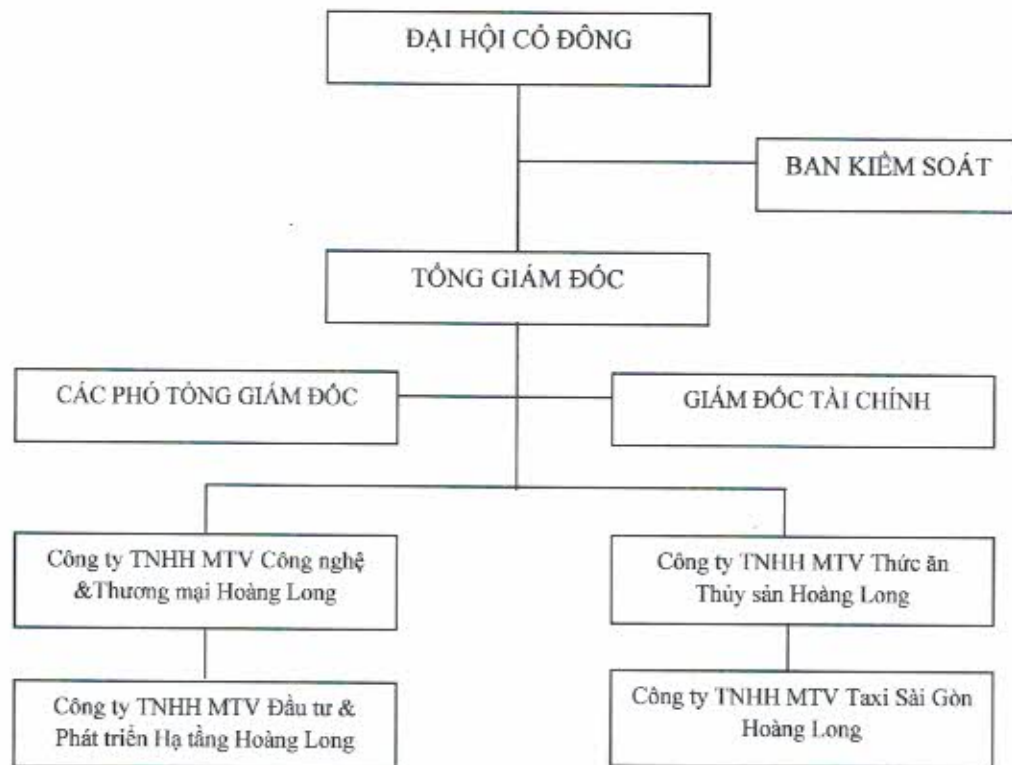 ĐẠI HỘI CỔ ĐÔNG
BAN KIỂM SOÁT
TỔNG GIÁM ĐỐC
CÁC PHÓ TỔNG GIÁM ĐỐC
GIÁM ĐỐC TÀI CHÍNH
Công ty TNHH MTV Công nghệ
&Thương mại Hoàng Long
Công ty TNHH MTV Thức ăn
Thủy sản Hoàng Long
Công ty TNHH MTV Đầu tư &
Phát triển Hạ tầng Hoàng Long
Công ty TNHH MTV Taxi Sài Gòn
Hoàng Long